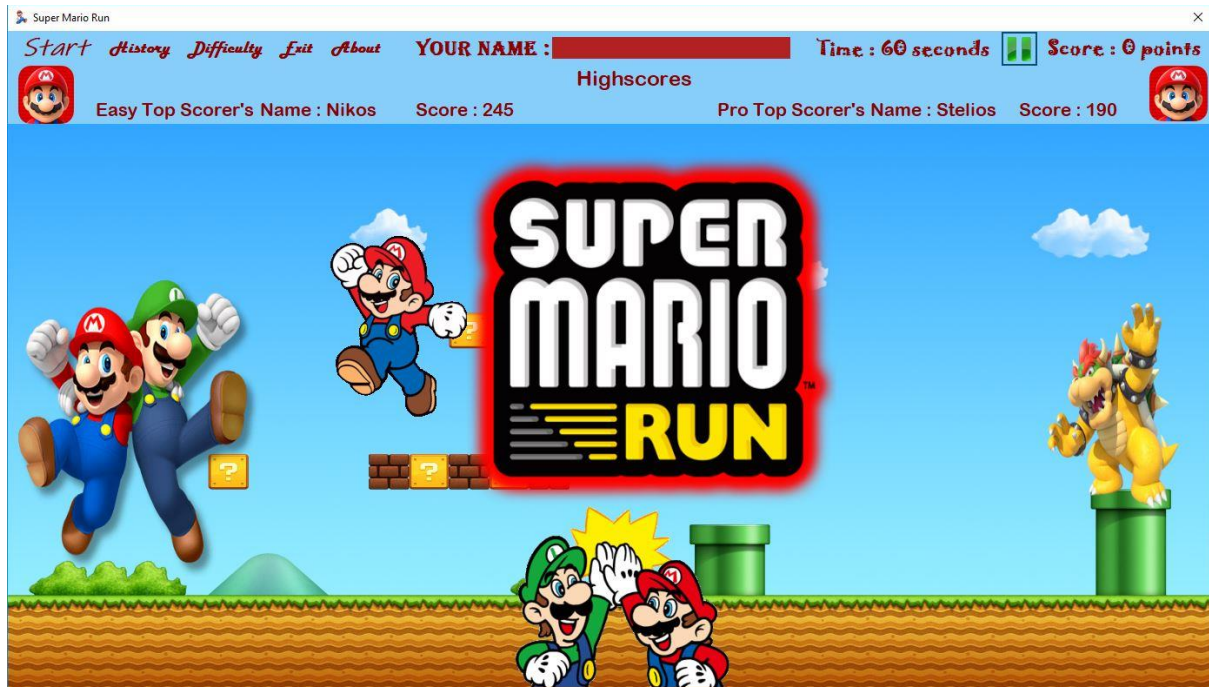 Super Mario Run
Start History Difficulty Exit About YOUR NAME : Time : 60 seconds Score : 0 points
Highscores
Easy Top Scorer's Name : Nikos Score : 245 Pro Top Scorer's Name : Stelios Score : 190
SUPER
MARIO
TM
RUN